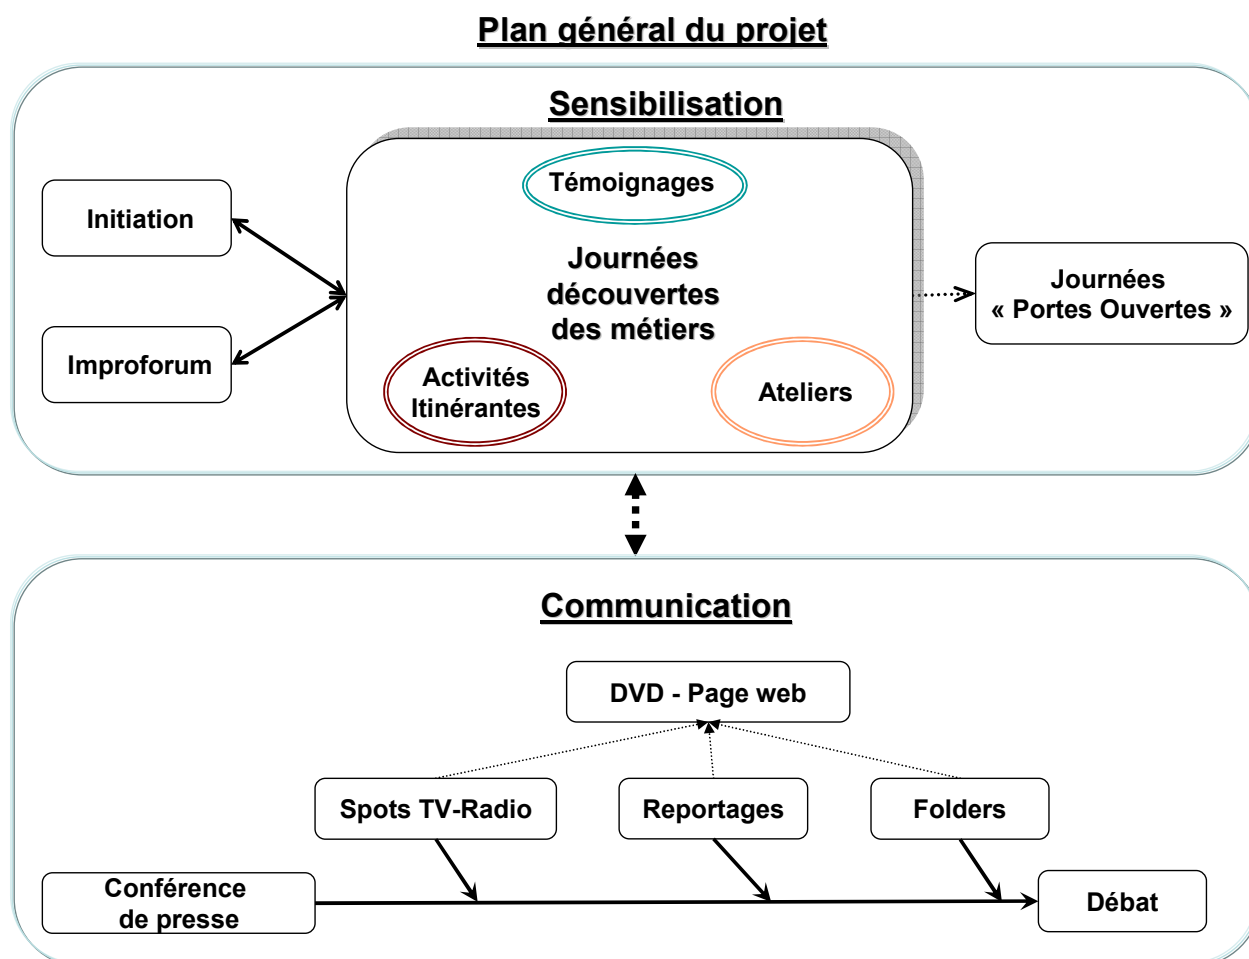 Plan général du projet
Sensibilisation
Témoignages
Initiation
Journées
découvertes
des métiers
Journées
« Portes Ouvertes »
Improforum
Activités
Itinérantes
Ateliers
Communication
DVD - Page web
Spots TV-Radio
Reportages
Folders
Conférence
de presse
Débat